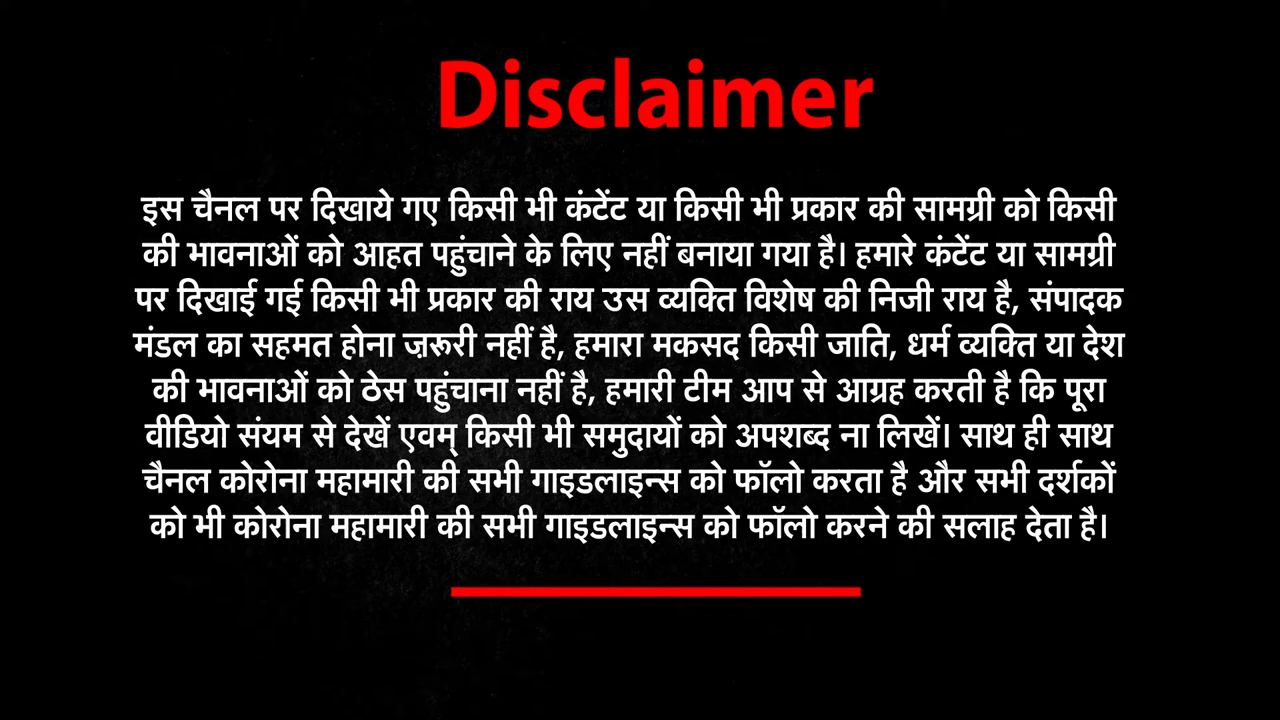 Disclaimer
इस चैनल पर दिखाये गए किसी भी कंटेंट या किसी भी प्रकार की सामग्री को किसी
की भावनाओं को आहत पहुंचाने के लिए नहीं बनाया गया है। हमारे कंटेंट या सामग्री
पर दिखाई गई किसी भी प्रकार की राय उस व्यक्ति विशेष की निजी राय है, संपादक
मंडल का सहमत होना ज़रूरी नहीं है, हमारा मकसद किसी जाति, धर्म व्यक्ति या देश
की भावनाओं को ठेस पहुंचाना नहीं है, हमारी टीम आप से आग्रह करती है कि पूरा
वीडियो संयम से देखें एवम् किसी भी समुदायों को अपशब्द ना लिखें। साथ ही साथ
चैनल कोरोना महामारी की सभी गाइडलाइन्स को फॉलो करता है और सभी दर्शकों
को भी कोरोना महामारी की सभी गाइडलाइन्स को फॉलो करने की सलाह देता है।